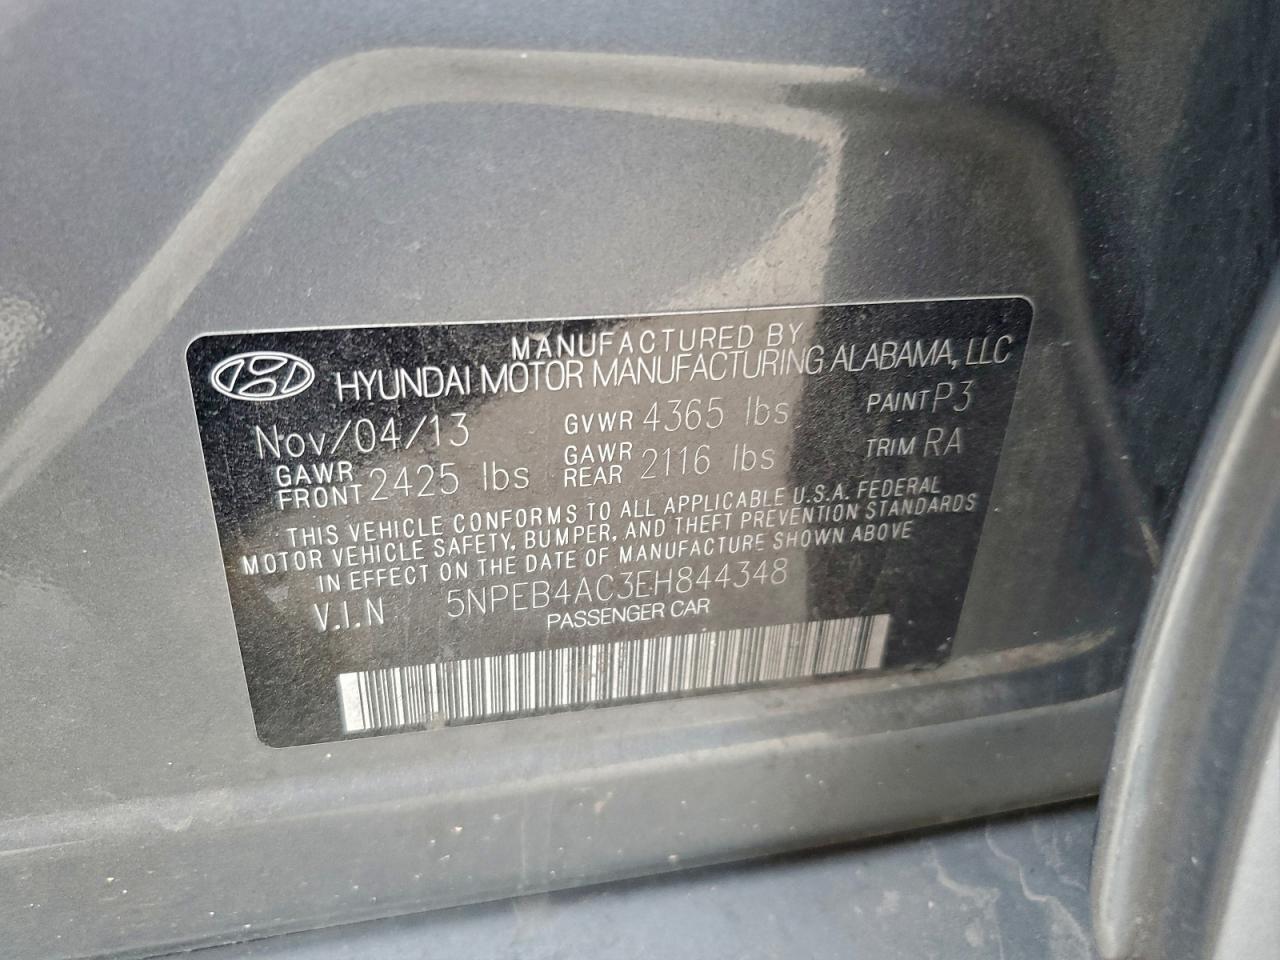 MANUFACTURED BY
HYUNDAI MOTOR MANUFACTURING ALABAMA, LLC
Nov/04/13 GVWR 4365 lbs PAINT P3
GAWR FRONT 2425 lbs GAWR REAR 2116 lbs TRIM RA
THIS VEHICLE CONFORMS TO ALL APPLICABLE U.S.A. FEDERAL
MOTOR VEHICLE SAFETY, BUMPER, AND THEFT PREVENTION STANDARDS
IN EFFECT ON THE DATE OF MANUFACTURE SHOWN ABOVE
V.I.N 5NPEB4AC3EH844348
PASSENGER CAR